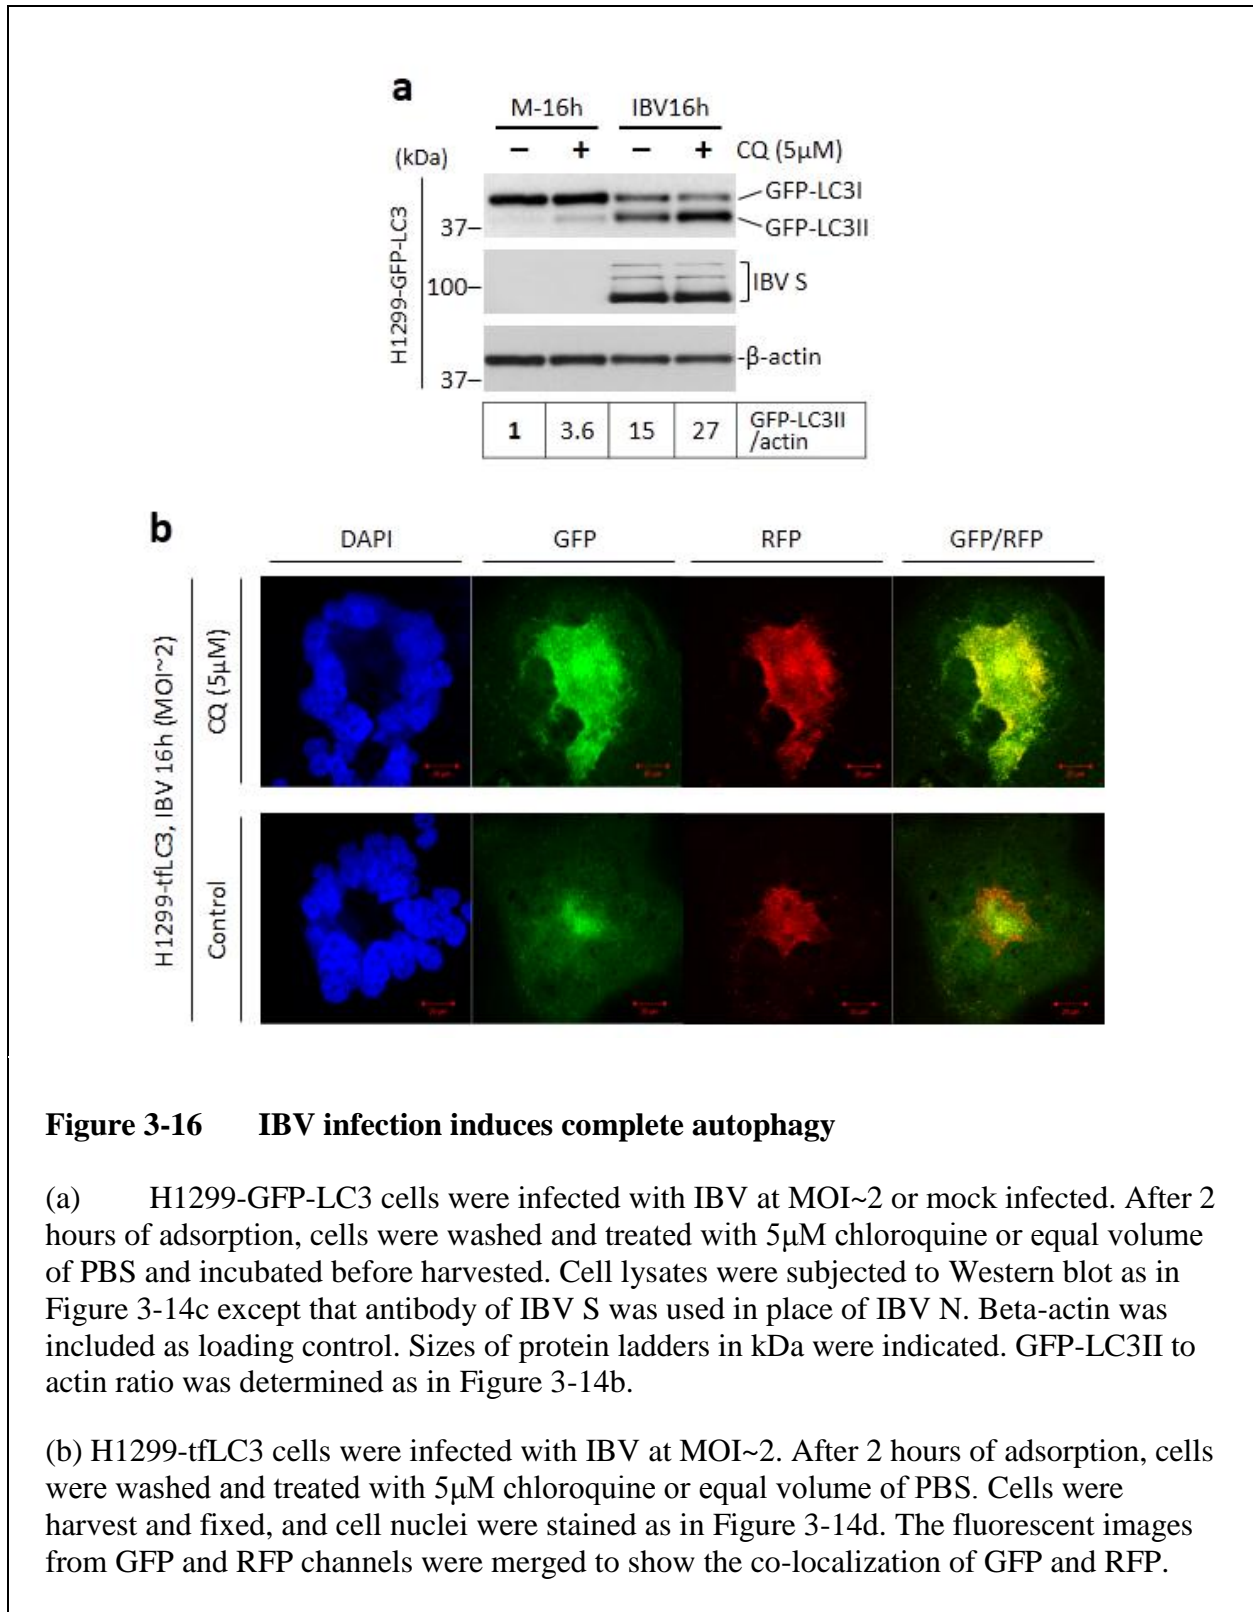 a
M-16h IBV16h
(kDa) − + − + CQ (5μM)
H1299-GFP-LC3
GFP-LC3I
37– GFP-LC3II
100– IBV S
-β-actin
37–
1 3.6 15 27 GFP-LC3II
/actin
b
DAPI GFP RFP GFP/RFP
H1299-tfLC3, IBV 16h (MOI~2)
CQ (5μM)
Control
Figure 3-16 IBV infection induces complete autophagy
(a) H1299-GFP-LC3 cells were infected with IBV at MOI~2 or mock infected. After 2
hours of adsorption, cells were washed and treated with 5μM chloroquine or equal volume
of PBS and incubated before harvested. Cell lysates were subjected to Western blot as in
Figure 3-14c except that antibody of IBV S was used in place of IBV N. Beta-actin was
included as loading control. Sizes of protein ladders in kDa were indicated. GFP-LC3II to
actin ratio was determined as in Figure 3-14b.
(b) H1299-tfLC3 cells were infected with IBV at MOI~2. After 2 hours of adsorption, cells
were washed and treated with 5μM chloroquine or equal volume of PBS. Cells were
harvest and fixed, and cell nuclei were stained as in Figure 3-14d. The fluorescent images
from GFP and RFP channels were merged to show the co-localization of GFP and RFP.